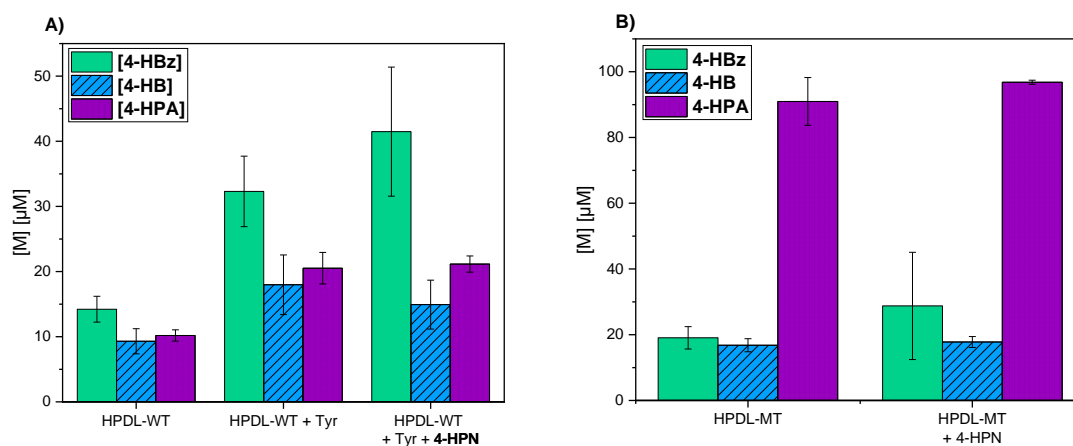 A)
[4-HBz]
[4-HB]
[4-HPA]
[M] [µM]
50
40
30
20
10
0
HPDL-WT
HPDL-WT + Tyr
HPDL-WT
+ Tyr + 4-HPN
B)
4-HBz
4-HB
4-HPA
[M] [µM]
100
80
60
40
20
0
HPDL-MT
HPDL-MT
+ 4-HPN